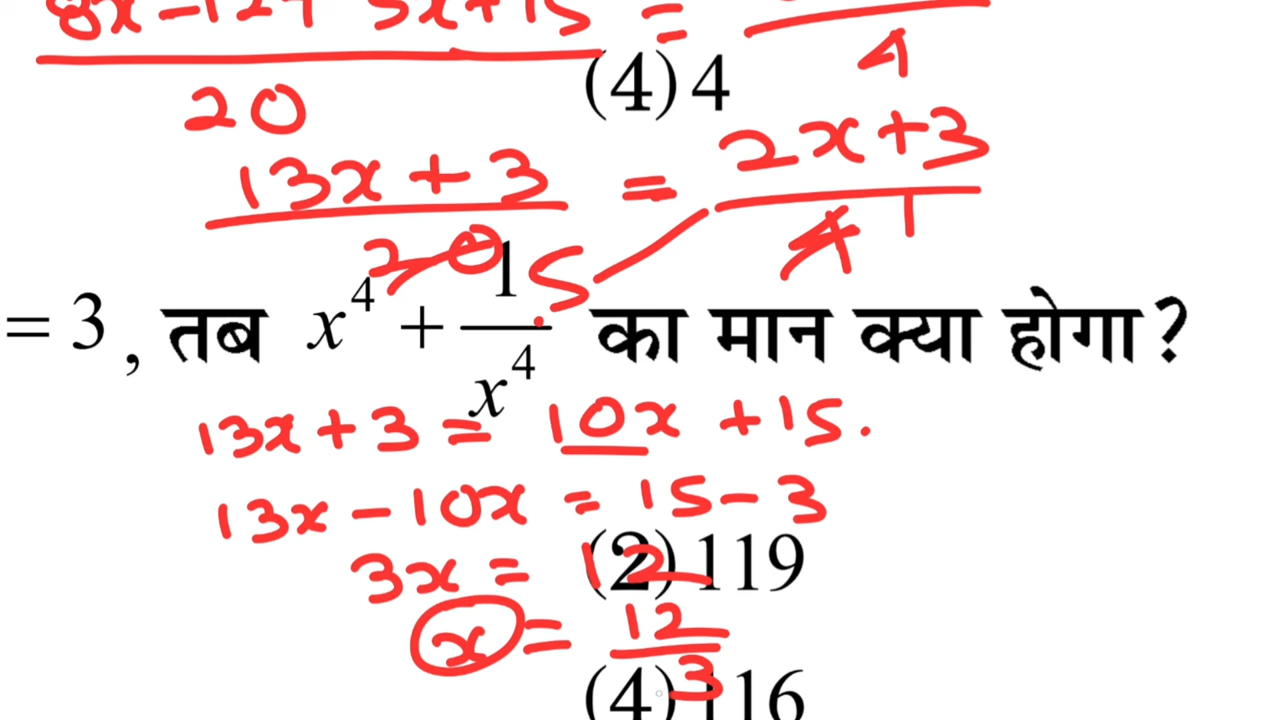 8x-12+5x+15 =
20
4
(4) 4
13x + 3 = 2x+3
20 5 4 1
= 3, तब x⁴ + 1/x⁴ का मान क्या होगा?
13x + 3 = 10x + 15.
13x - 10x = 15 - 3
3x = 12
(2) 119
x = 12/3
(4) 116